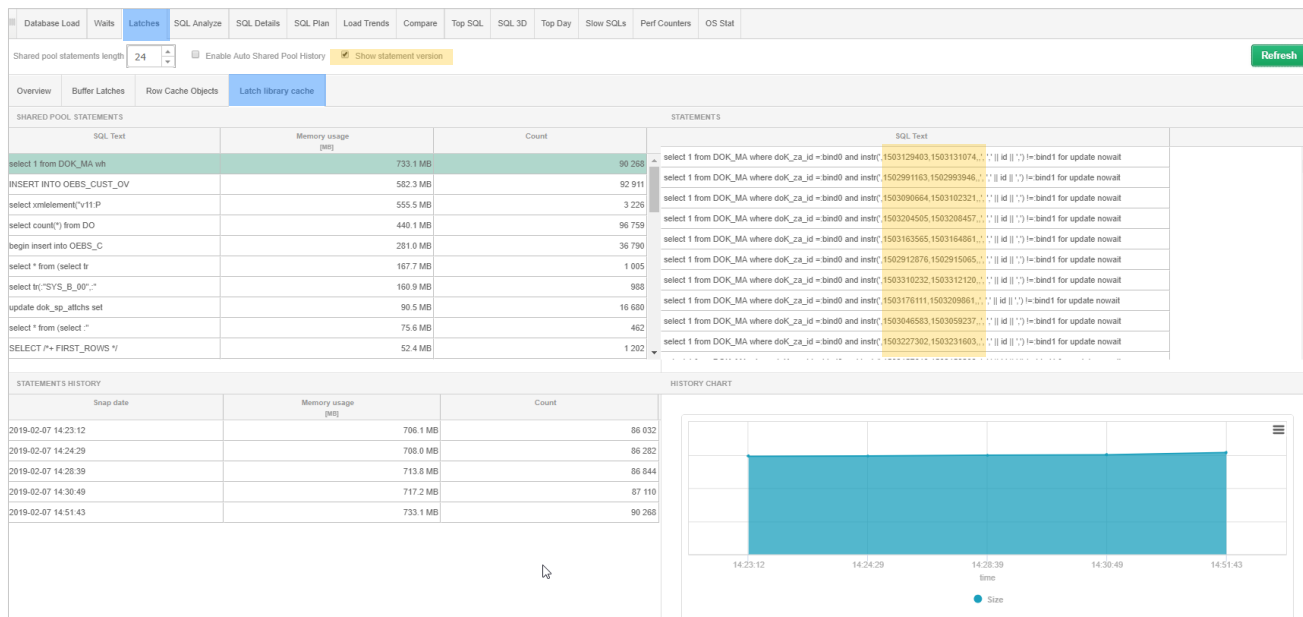 Database Load Waits Latches SQL Analyze SQL Details SQL Plan Load Trends Compare Top SQL SQL 3D Top Day Slow SQLs Perf Counters OS Stat
Shared pool statements length 24 Enable Auto Shared Pool History Show statement version Refresh
Overview Buffer Latches Row Cache Objects Latch library cache
SHARED POOL STATEMENTS
SQL Text Memory usage [MB] Count
select 1 from DOK_MA wh 733.1 MB 90 268
INSERT INTO OEBS_CUST_OV 582.3 MB 92 911
select xmlelement("v11:P 555.5 MB 3 226
select count(*) from DO 440.1 MB 96 759
begin insert into OEBS_C 281.0 MB 36 790
select * from (select tr 167.7 MB 1 005
select tr(:"SYS_B_00",:" 160.9 MB 988
update dok_sp_attchs set 90.5 MB 16 680
select * from (select :" 75.6 MB 462
SELECT /*+ FIRST_ROWS */ 52.4 MB 1 202
STATEMENTS
SQL Text
select 1 from DOK_MA where doK_za_id =:bind0 and instr(',1503129403,1503131074,,', ',' || id || ',') !=:bind1 for update nowait
select 1 from DOK_MA where doK_za_id =:bind0 and instr(',1502991163,1502993946,,', ',' || id || ',') !=:bind1 for update nowait
select 1 from DOK_MA where doK_za_id =:bind0 and instr(',1503090664,1503102321,,', ',' || id || ',') !=:bind1 for update nowait
select 1 from DOK_MA where doK_za_id =:bind0 and instr(',1503204505,1503208457,,', ',' || id || ',') !=:bind1 for update nowait
select 1 from DOK_MA where doK_za_id =:bind0 and instr(',1503163565,1503164861,,', ',' || id || ',') !=:bind1 for update nowait
select 1 from DOK_MA where doK_za_id =:bind0 and instr(',1502912876,1502915065,,', ',' || id || ',') !=:bind1 for update nowait
select 1 from DOK_MA where doK_za_id =:bind0 and instr(',1503310232,1503312120,,', ',' || id || ',') !=:bind1 for update nowait
select 1 from DOK_MA where doK_za_id =:bind0 and instr(',1503176111,1503209861,,', ',' || id || ',') !=:bind1 for update nowait
select 1 from DOK_MA where doK_za_id =:bind0 and instr(',1503046583,1503059237,,', ',' || id || ',') !=:bind1 for update nowait
select 1 from DOK_MA where doK_za_id =:bind0 and instr(',1503227302,1503231603,,', ',' || id || ',') !=:bind1 for update nowait
STATEMENTS HISTORY
Snap date Memory usage [MB] Count
2019-02-07 14:23:12 706.1 MB 86 032
2019-02-07 14:24:29 708.0 MB 86 282
2019-02-07 14:28:39 713.8 MB 86 844
2019-02-07 14:30:49 717.2 MB 87 110
2019-02-07 14:51:43 733.1 MB 90 268
HISTORY CHART
14:23:12 14:24:29 14:28:39 14:30:49 14:51:43
time
Size